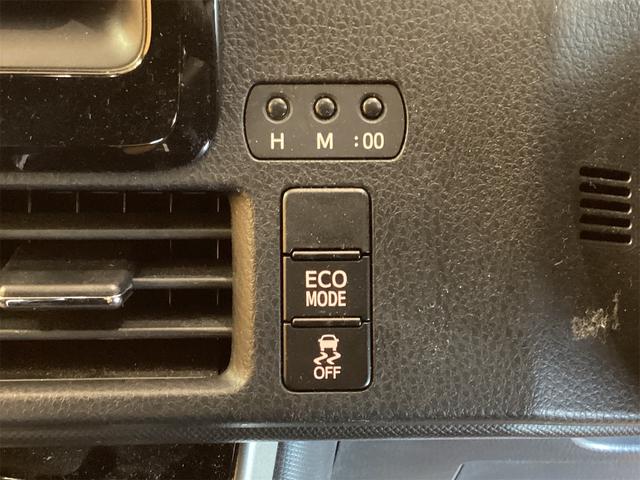 H M :00
ECO
MODE
OFF